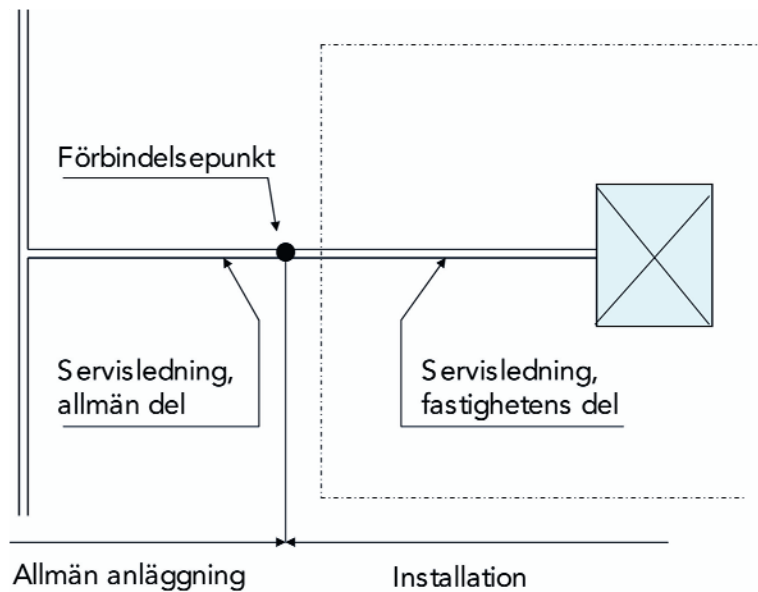 Förbindelsepunkt
Servisledning,
allmän del
Servisledning,
fastighetens del
Allmän anläggning
Installation